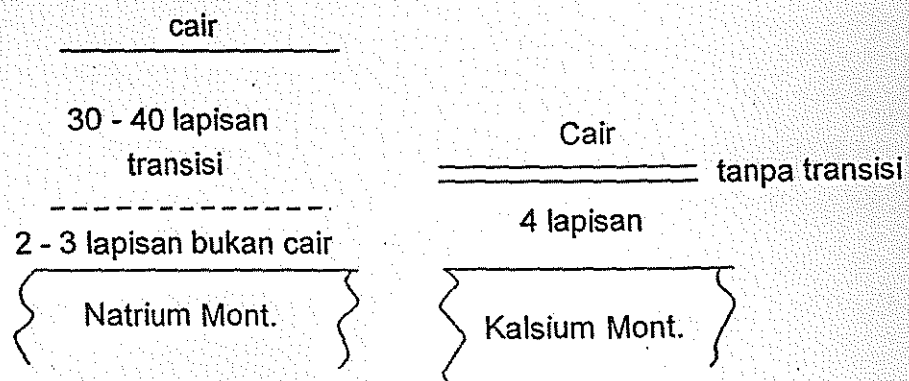 cair
30 - 40 lapisan
transisi
2 - 3 lapisan bukan cair
Natrium Mont.
Cair
tanpa transisi
4 lapisan
Kalsium Mont.